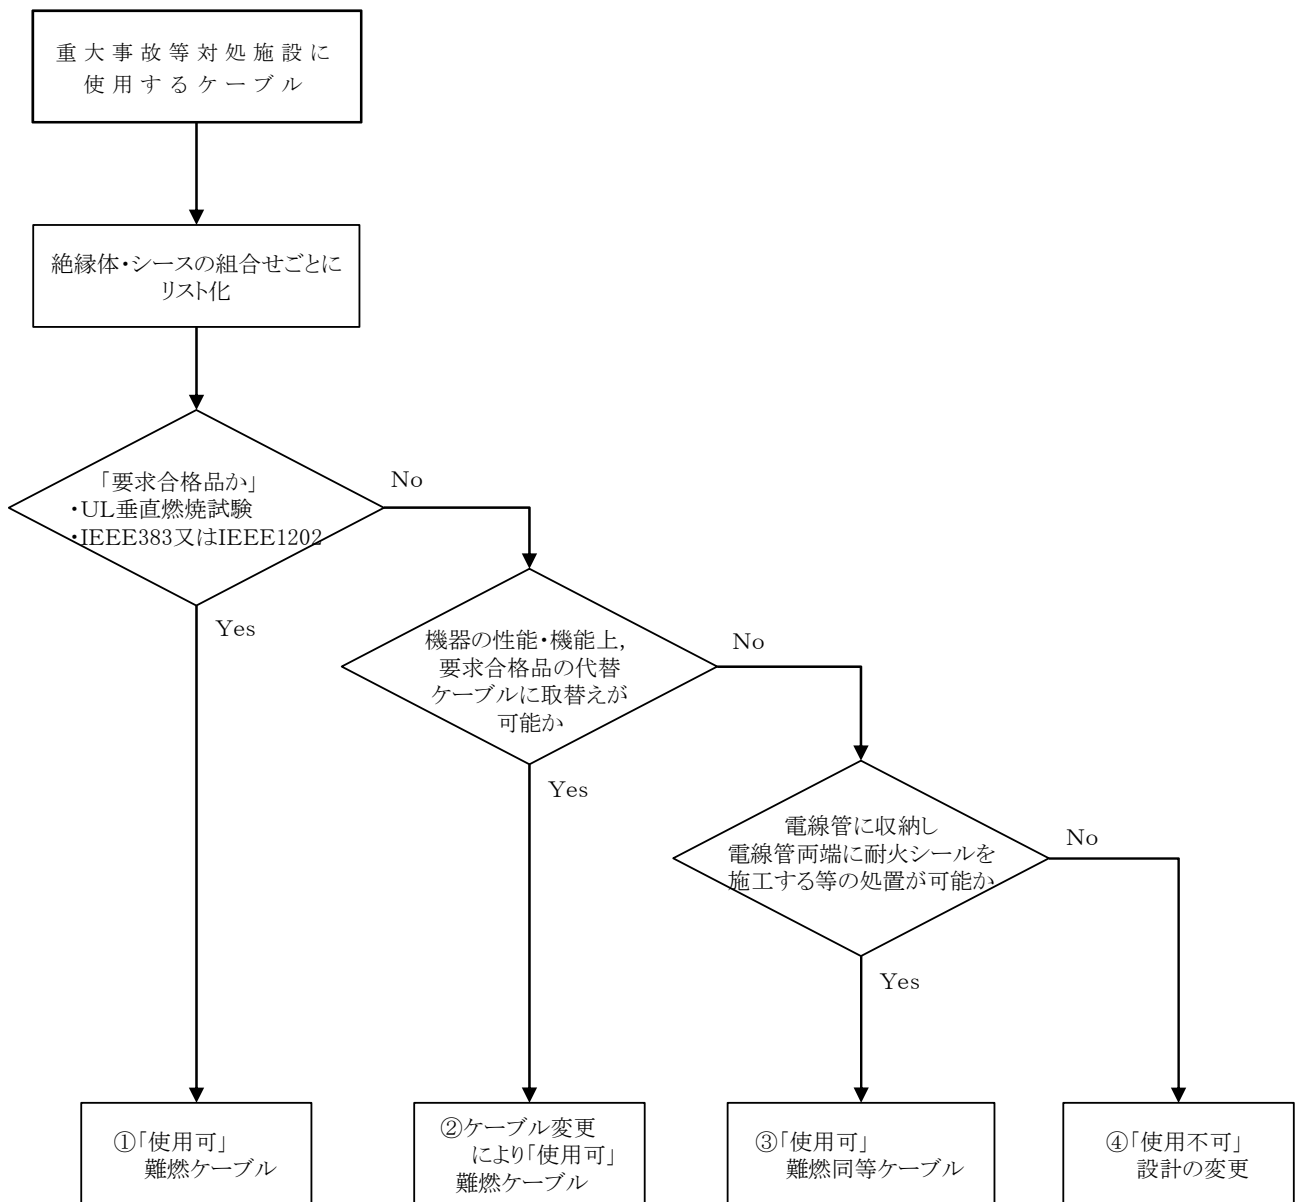 重大事故等対処施設に
使用するケーブル
絶縁体・シースの組合せごとに
リスト化
「要求合格品か」
・UL垂直燃焼試験
・IEEE383又はIEEE1202
No
Yes
機器の性能・機能上，
要求合格品の代替
ケーブルに取替えが
可能か
No
Yes
電線管に収納し
電線管両端に耐火シールを
施工する等の処置が可能か
No
Yes
①「使用可」
難燃ケーブル
②ケーブル変更
により「使用可」
難燃ケーブル
③「使用可」
難燃同等ケーブル
④「使用不可」
設計の変更